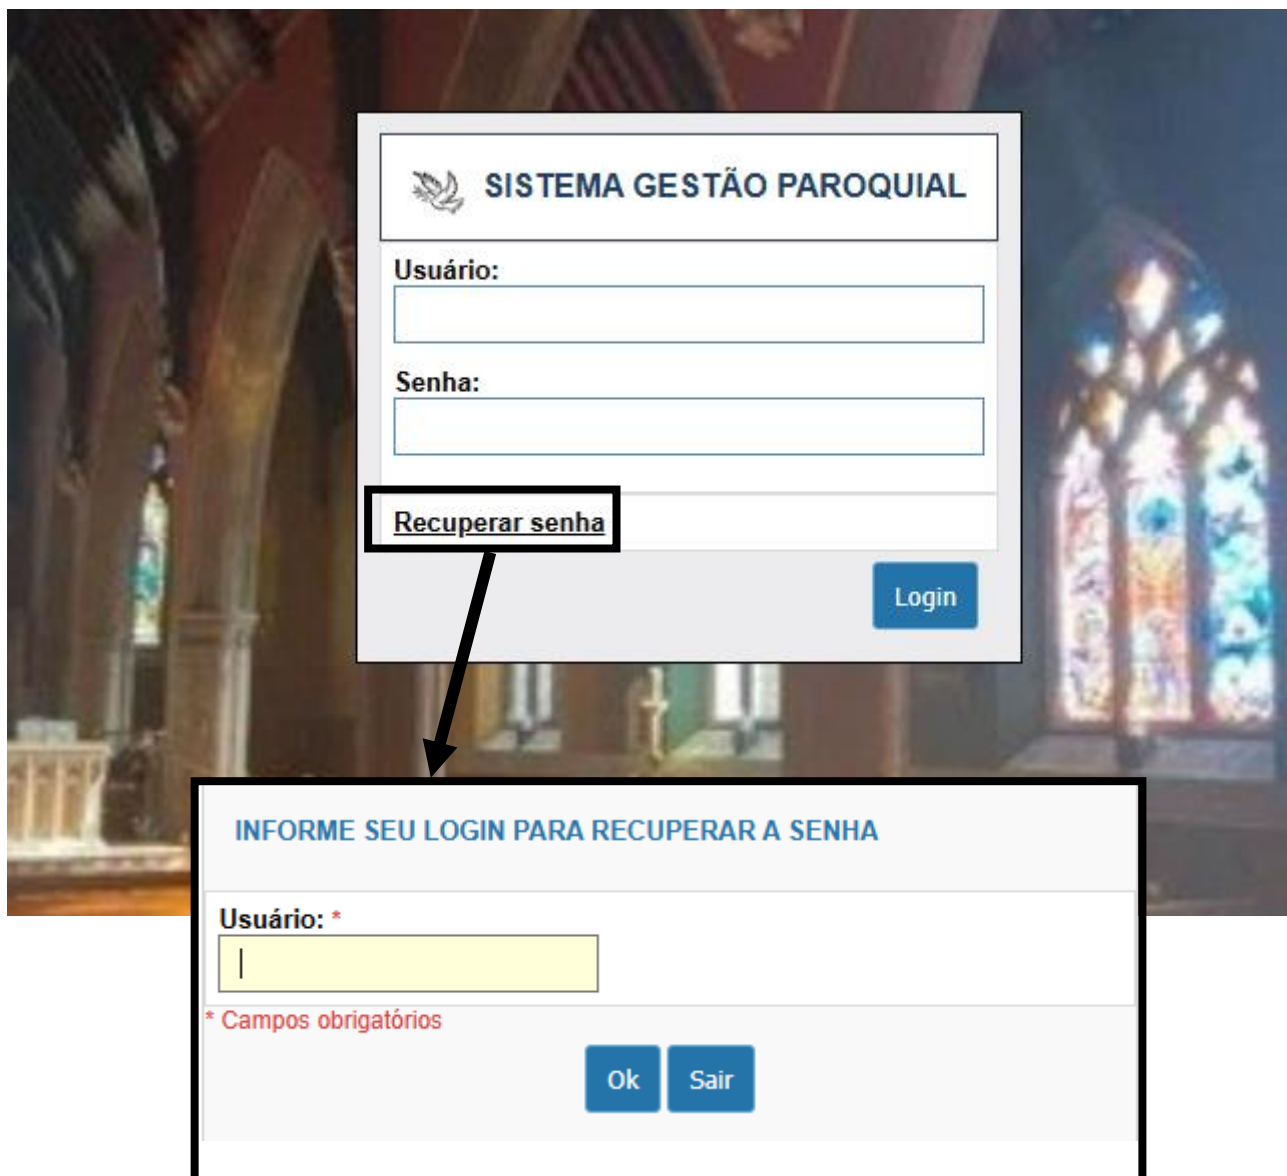 SISTEMA GESTÃO PAROQUIAL
Usuário:
Senha:
Recuperar senha
Login
INFORME SEU LOGIN PARA RECUPERAR A SENHA
Usuário: *
* Campos obrigatórios
Ok Sair